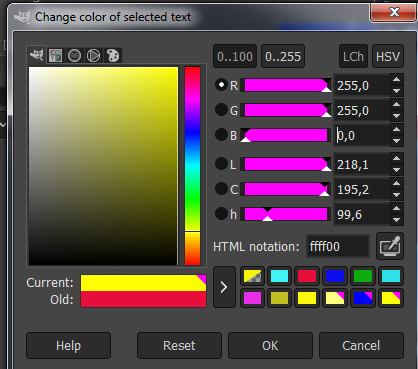 Change color of selected text
0..100 0..255 LCh HSV
R 255,0
G 255,0
B 0,0
L 218,1
C 195,2
h 99,6
HTML notation: ffff00
Current:
Old:
Help Reset OK Cancel